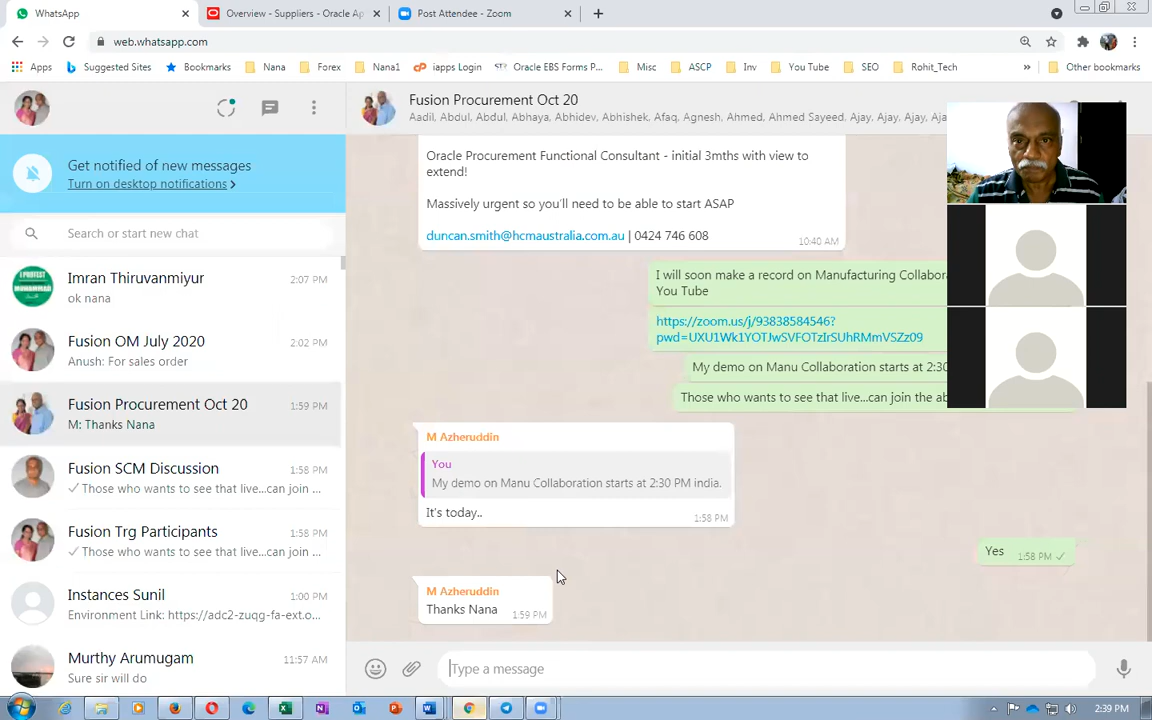 WhatsApp
Overview - Suppliers - Oracle Ap
Post Attendee - Zoom
web.whatsapp.com
Apps
Suggested Sites
Bookmarks
Nana
Forex
Nana1
iapps Login
Oracle EBS Forms P...
Misc
ASCP
Inv
You Tube
SEO
Rohit_Tech
»
Other bookmarks
Fusion Procurement Oct 20
Aadil, Abdul, Abdul, Abhaya, Abhidev, Abhishek. Afaq, Agnesh, Ahmed, Ahmed Sayeed. Ajay, Ajay, Ajay,
Get notified of new messages
Turn on desktop notifications
Search or start new chat
Imran Thiruvanmiyur
2:07 PM
ok nana
Fusion OM July 2020
2:02 PM
Anush: For sales order
Fusion Procurement Oct 20
1:59 PM
M: Thanks Nana
Fusion SCM Discussion
1:58 PM
Those who wants to see that live...can join ...
Fusion Trg Participants
1:58 PM
Those who wants to see that live...can join ...
Instances Sunil
1:00 PM
Environment Link: https://adc2-zuqg-fa-ext.o...
Murthy Arumugam
11:57 AM
Sure sir will do
Oracle Procurement Functional Consultant - initial 3mths with view to
extend!
Massively urgent so you'll need to be able to start ASAP
duncan.smith@hcmaustralia.com.au | 0424 746 608
10:40 AM
I will soon make a record on Manufacturing Collabora
You Tube
https://zoom.us/j/93838584546?
pwd=UXU1Wk1YOTJwSVFOTzIrSUhRMmVSZz09
My demo on Manu Collaboration starts at 2:30
Those who wants to see that live...can join the ab
M Azheruddin
You
My demo on Manu Collaboration starts at 2:30 PM india.
It's today..
1:58 PM
Yes
1:58 PM
M Azheruddin
Thanks Nana
1:59 PM
Type a message
2:39 PM